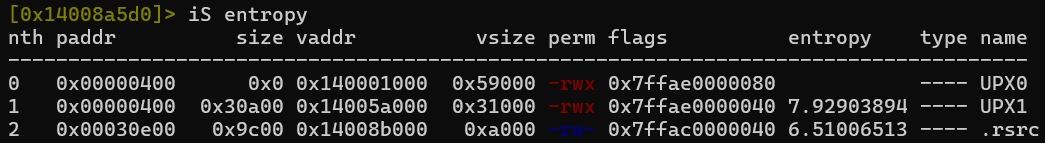 [0x14008a5d0]> iS entropy
nth paddr size vaddr vsize perm flags entropy type name
0 0x00000400 0x0 0x140001000 0x59000 -rwx 0x7ffae0000080 ---- UPX0
1 0x00000400 0x30a00 0x14005a000 0x31000 -rwx 0x7ffae0000040 7.92903894 ---- UPX1
2 0x00030e00 0x9c00 0x14008b000 0xa000 -rw- 0x7ffac0000040 6.51006513 ---- .rsrc